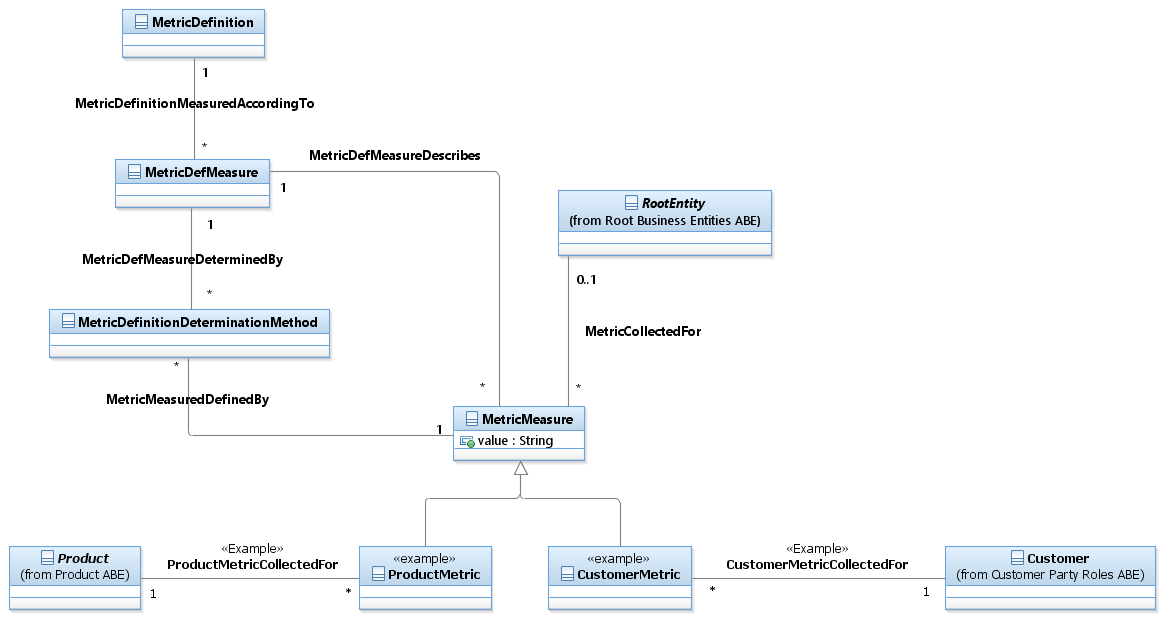 MetricDefinition
1
MetricDefinitionMeasuredAccordingTo
*
MetricDefMeasure
1
MetricDefMeasureDescribes
1
MetricDefMeasureDeterminedBy
*
RootEntity
(from Root Business Entities ABE)
0..1
MetricCollectedFor
*
MetricDefinitionDeterminationMethod
*
MetricMeasuredDefinedBy
1
*
MetricMeasure
value : String
Product
(from Product ABE)
1
«Example»
ProductMetricCollectedFor
*
«example»
ProductMetric
«example»
CustomerMetric
*
«Example»
CustomerMetricCollectedFor
1
Customer
(from Customer Party Roles ABE)